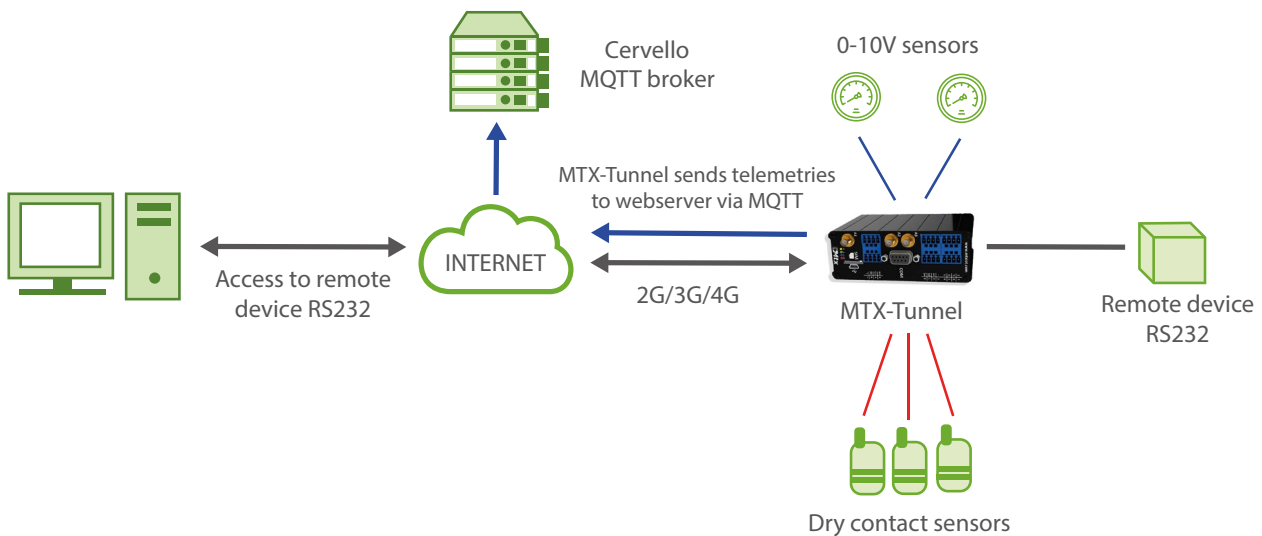 Cervello
MQTT broker
0-10V sensors
MTX-Tunnel sends telemetries
to webserver via MQTT
INTERNET
Access to remote
device RS232
2G/3G/4G
MTX-Tunnel
Remote device
RS232
Dry contact sensors